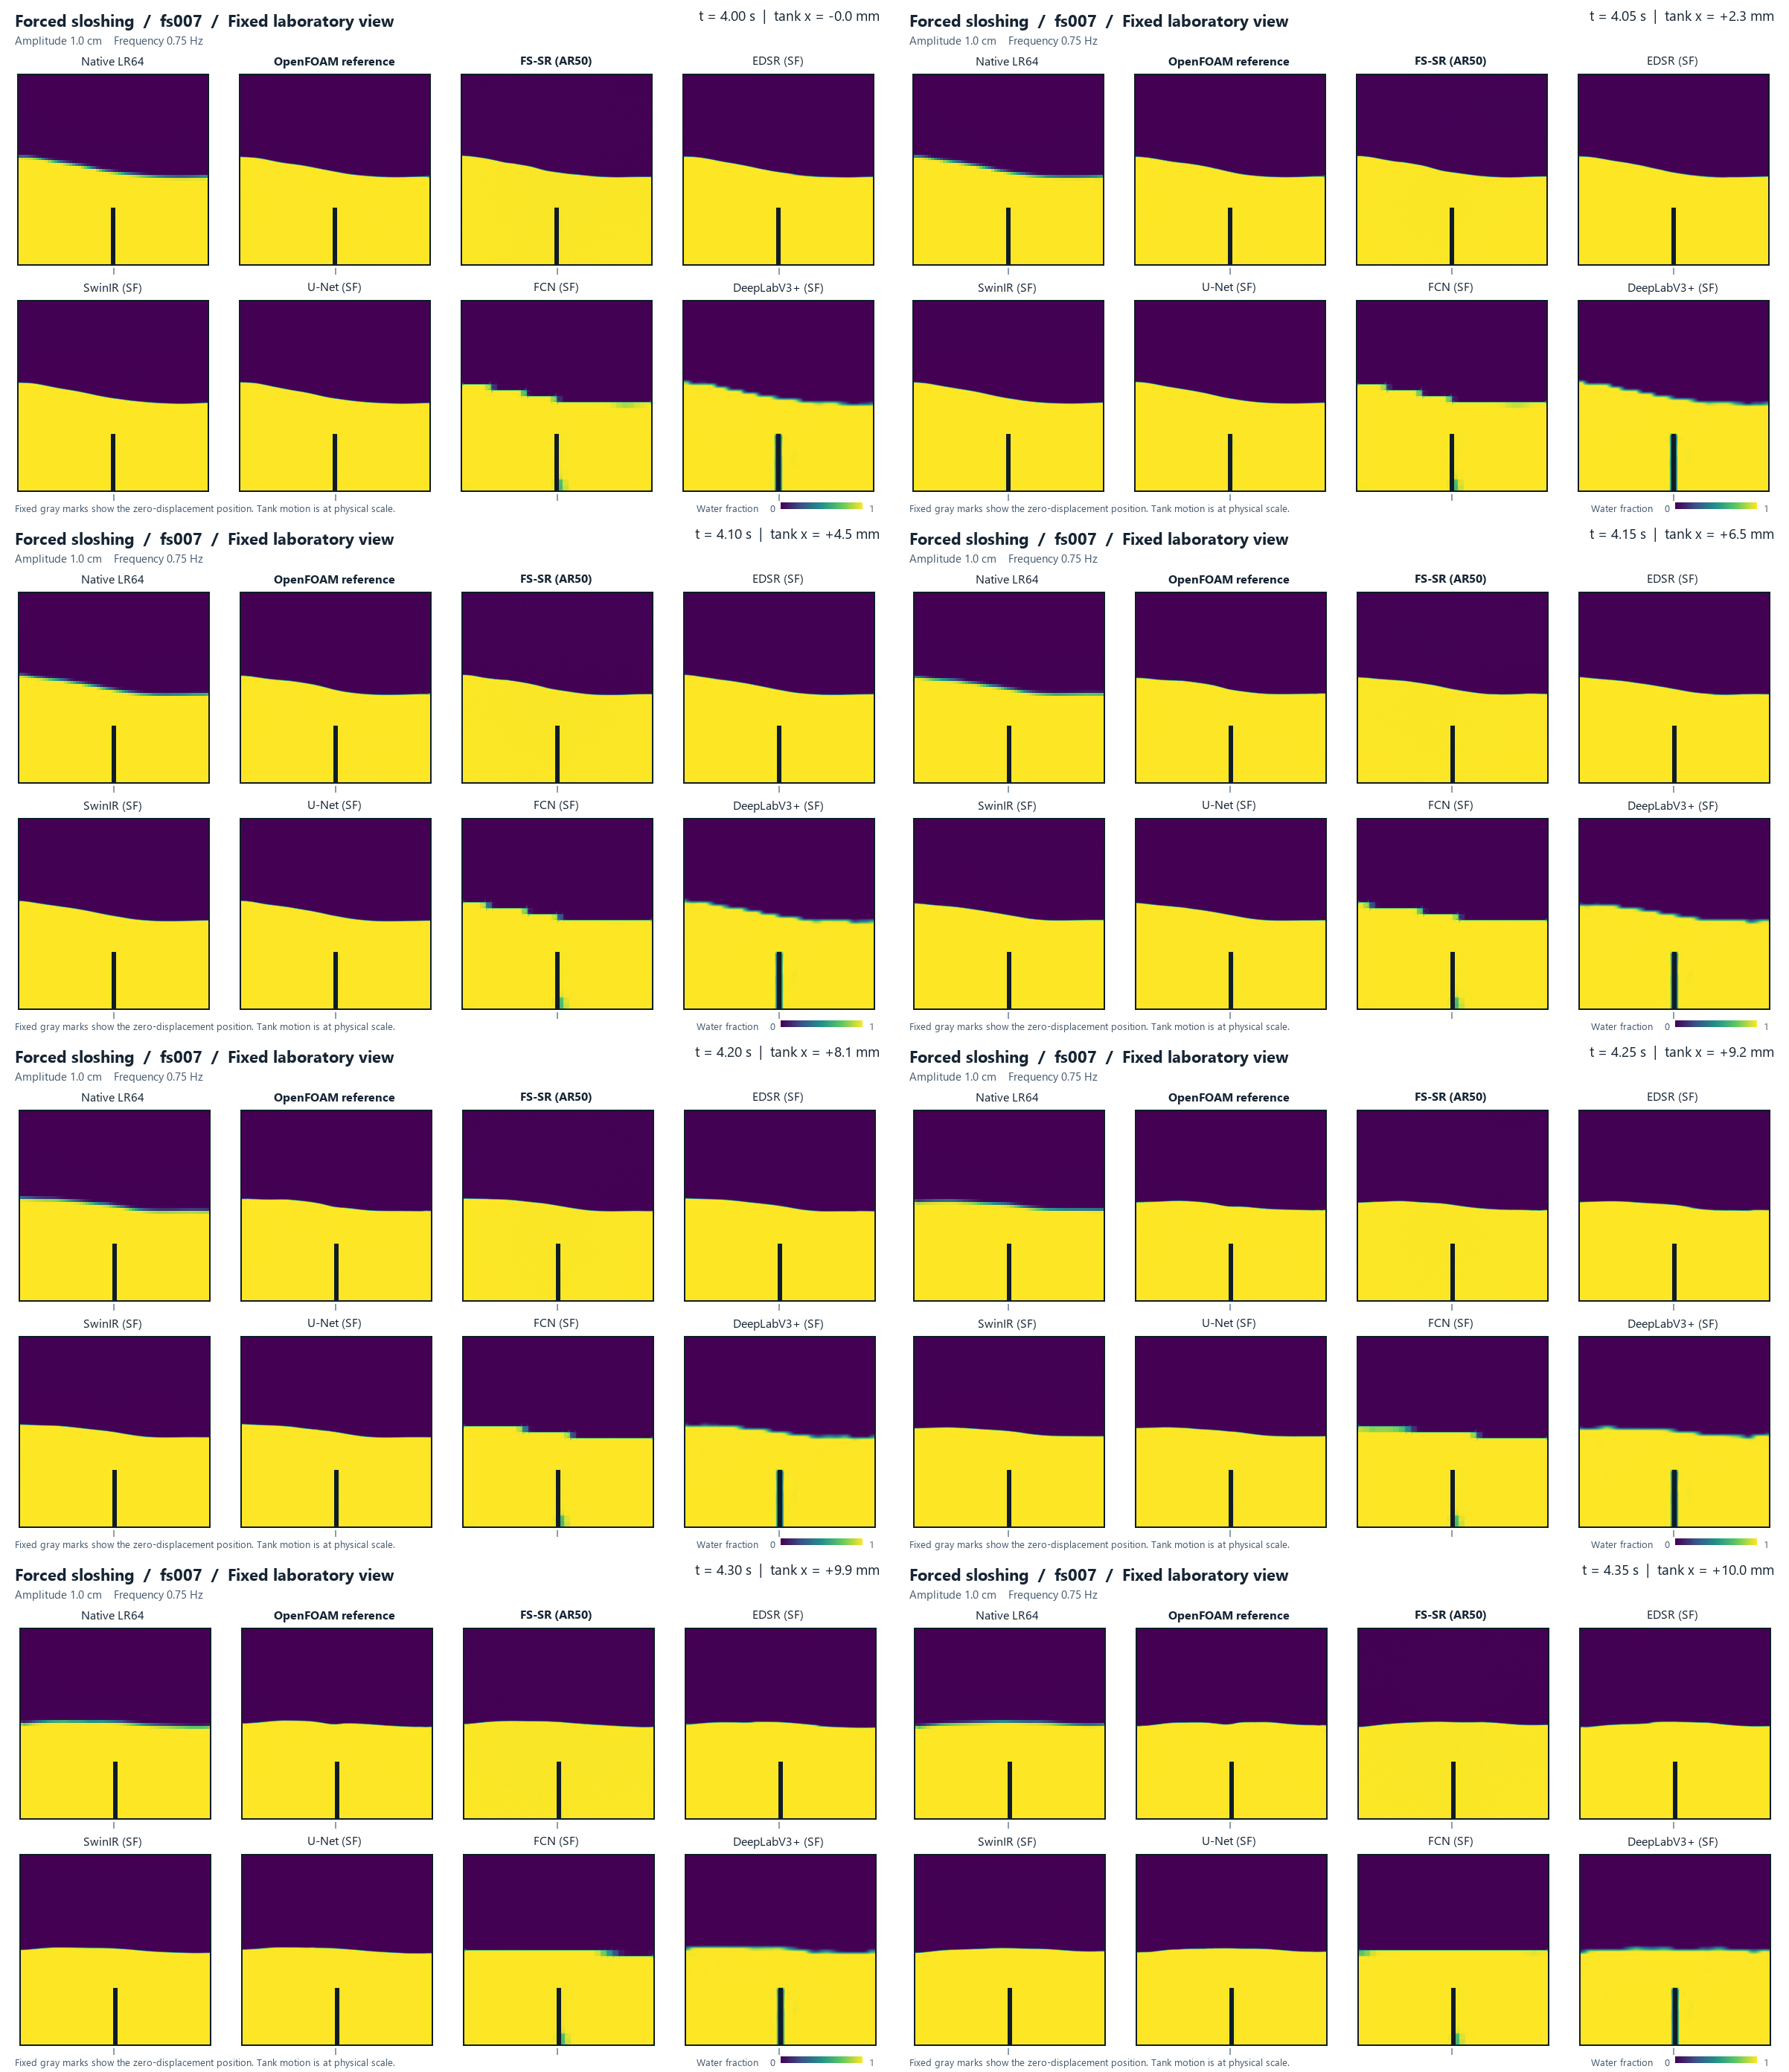 Forced sloshing / fs007 / Fixed laboratory view
t = 4.00 s | tank x = -0.0 mm
Amplitude 1.0 cm Frequency 0.75 Hz
Native LR64
OpenFOAM reference
FS-SR (AR50)
EDSR (SF)
SwinIR (SF)
U-Net (SF)
FCN (SF)
DeepLabV3+ (SF)
Fixed gray marks show the zero-displacement position. Tank motion is at physical scale.
Water fraction 0 1
Forced sloshing / fs007 / Fixed laboratory view
t = 4.05 s | tank x = +2.3 mm
Amplitude 1.0 cm Frequency 0.75 Hz
Native LR64
OpenFOAM reference
FS-SR (AR50)
EDSR (SF)
SwinIR (SF)
U-Net (SF)
FCN (SF)
DeepLabV3+ (SF)
Fixed gray marks show the zero-displacement position. Tank motion is at physical scale.
Water fraction 0 1
Forced sloshing / fs007 / Fixed laboratory view
t = 4.10 s | tank x = +4.5 mm
Amplitude 1.0 cm Frequency 0.75 Hz
Native LR64
OpenFOAM reference
FS-SR (AR50)
EDSR (SF)
SwinIR (SF)
U-Net (SF)
FCN (SF)
DeepLabV3+ (SF)
Fixed gray marks show the zero-displacement position. Tank motion is at physical scale.
Water fraction 0 1
Forced sloshing / fs007 / Fixed laboratory view
t = 4.15 s | tank x = +6.5 mm
Amplitude 1.0 cm Frequency 0.75 Hz
Native LR64
OpenFOAM reference
FS-SR (AR50)
EDSR (SF)
SwinIR (SF)
U-Net (SF)
FCN (SF)
DeepLabV3+ (SF)
Fixed gray marks show the zero-displacement position. Tank motion is at physical scale.
Water fraction 0 1
Forced sloshing / fs007 / Fixed laboratory view
t = 4.20 s | tank x = +8.1 mm
Amplitude 1.0 cm Frequency 0.75 Hz
Native LR64
OpenFOAM reference
FS-SR (AR50)
EDSR (SF)
SwinIR (SF)
U-Net (SF)
FCN (SF)
DeepLabV3+ (SF)
Fixed gray marks show the zero-displacement position. Tank motion is at physical scale.
Water fraction 0 1
Forced sloshing / fs007 / Fixed laboratory view
t = 4.25 s | tank x = +9.2 mm
Amplitude 1.0 cm Frequency 0.75 Hz
Native LR64
OpenFOAM reference
FS-SR (AR50)
EDSR (SF)
SwinIR (SF)
U-Net (SF)
FCN (SF)
DeepLabV3+ (SF)
Fixed gray marks show the zero-displacement position. Tank motion is at physical scale.
Water fraction 0 1
Forced sloshing / fs007 / Fixed laboratory view
t = 4.30 s | tank x = +9.9 mm
Amplitude 1.0 cm Frequency 0.75 Hz
Native LR64
OpenFOAM reference
FS-SR (AR50)
EDSR (SF)
SwinIR (SF)
U-Net (SF)
FCN (SF)
DeepLabV3+ (SF)
Fixed gray marks show the zero-displacement position. Tank motion is at physical scale.
Water fraction 0 1
Forced sloshing / fs007 / Fixed laboratory view
t = 4.35 s | tank x = +10.0 mm
Amplitude 1.0 cm Frequency 0.75 Hz
Native LR64
OpenFOAM reference
FS-SR (AR50)
EDSR (SF)
SwinIR (SF)
U-Net (SF)
FCN (SF)
DeepLabV3+ (SF)
Fixed gray marks show the zero-displacement position. Tank motion is at physical scale.
Water fraction 0 1